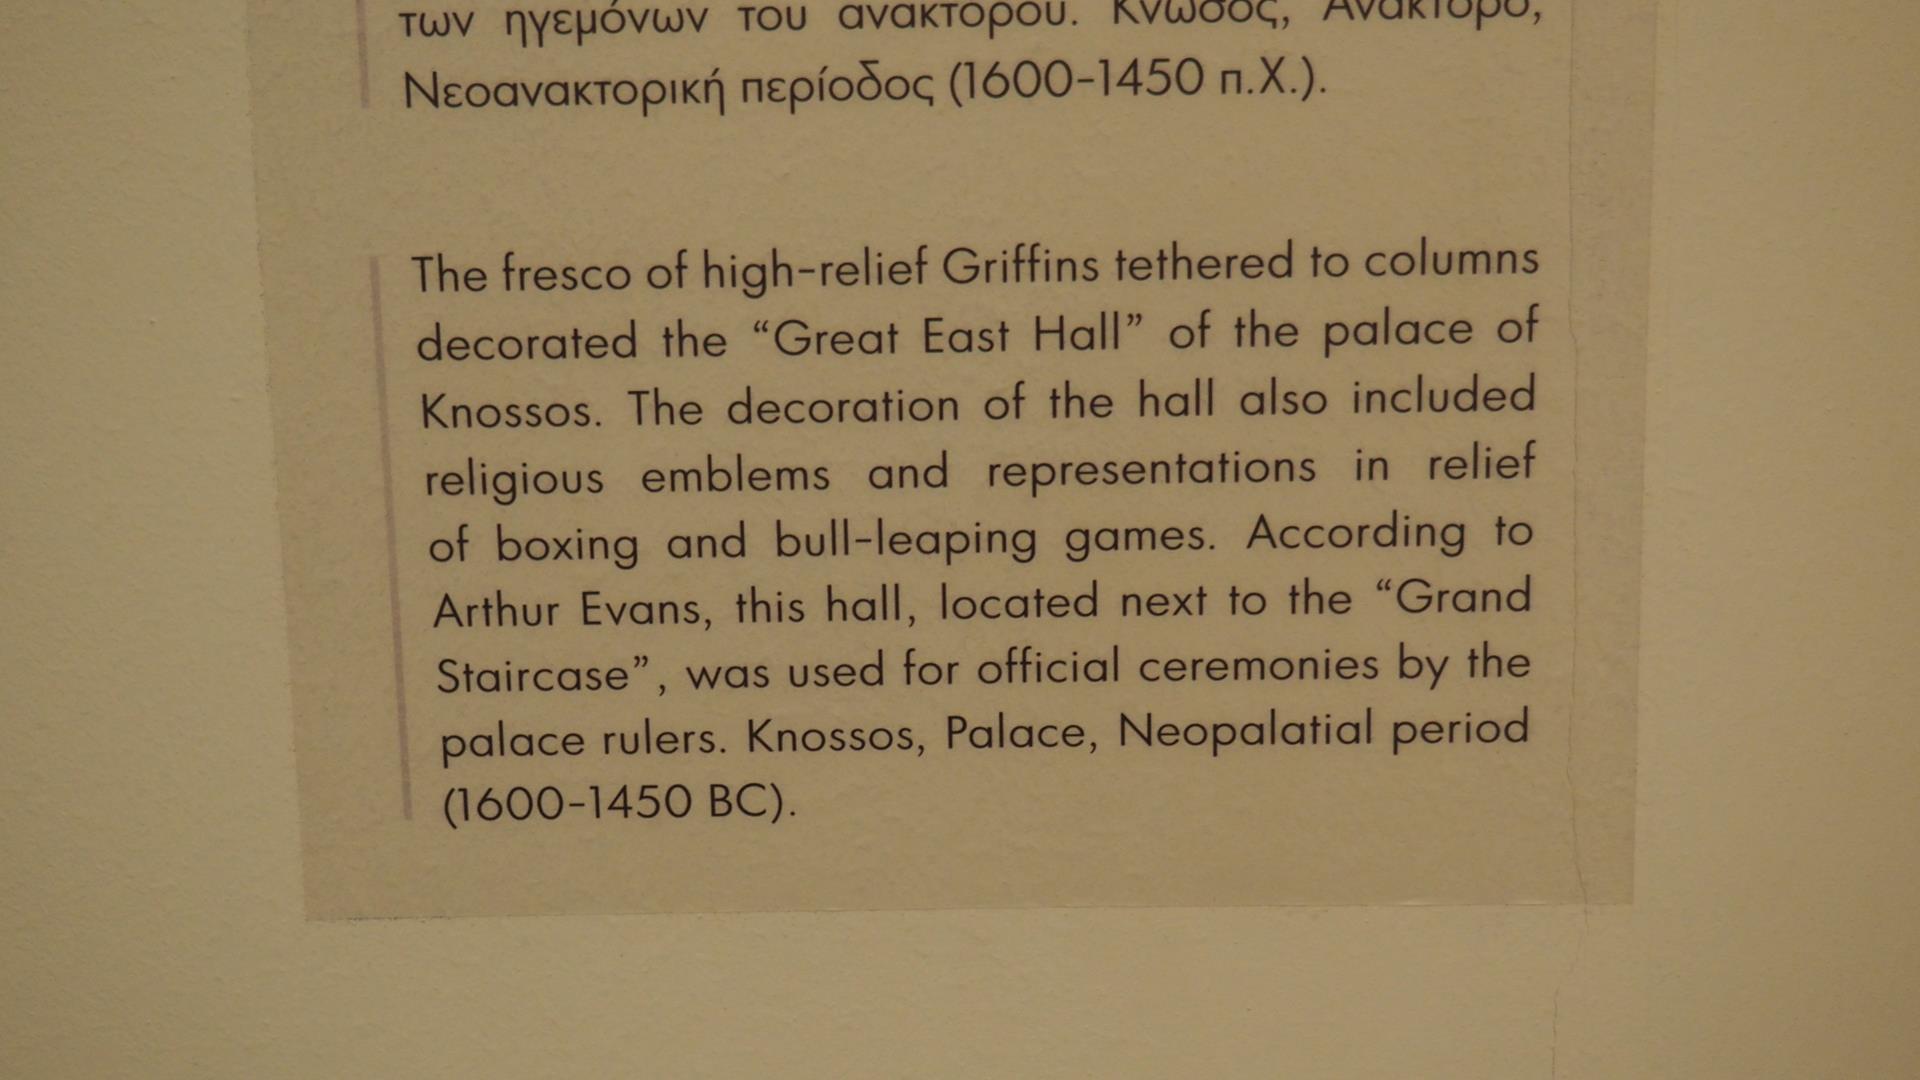 των ηγεμόνων του ανακτόρου. Κνωσός, Ανάκτορο,
Νεοανακτορική περίοδος (1600-1450 π.Χ.).
The fresco of high-relief Griffins tethered to columns
decorated the “Great East Hall” of the palace of
Knossos. The decoration of the hall also included
religious emblems and representations in relief
of boxing and bull-leaping games. According to
Arthur Evans, this hall, located next to the “Grand
Staircase”, was used for official ceremonies by the
palace rulers. Knossos, Palace, Neopalatial period
(1600-1450 BC).